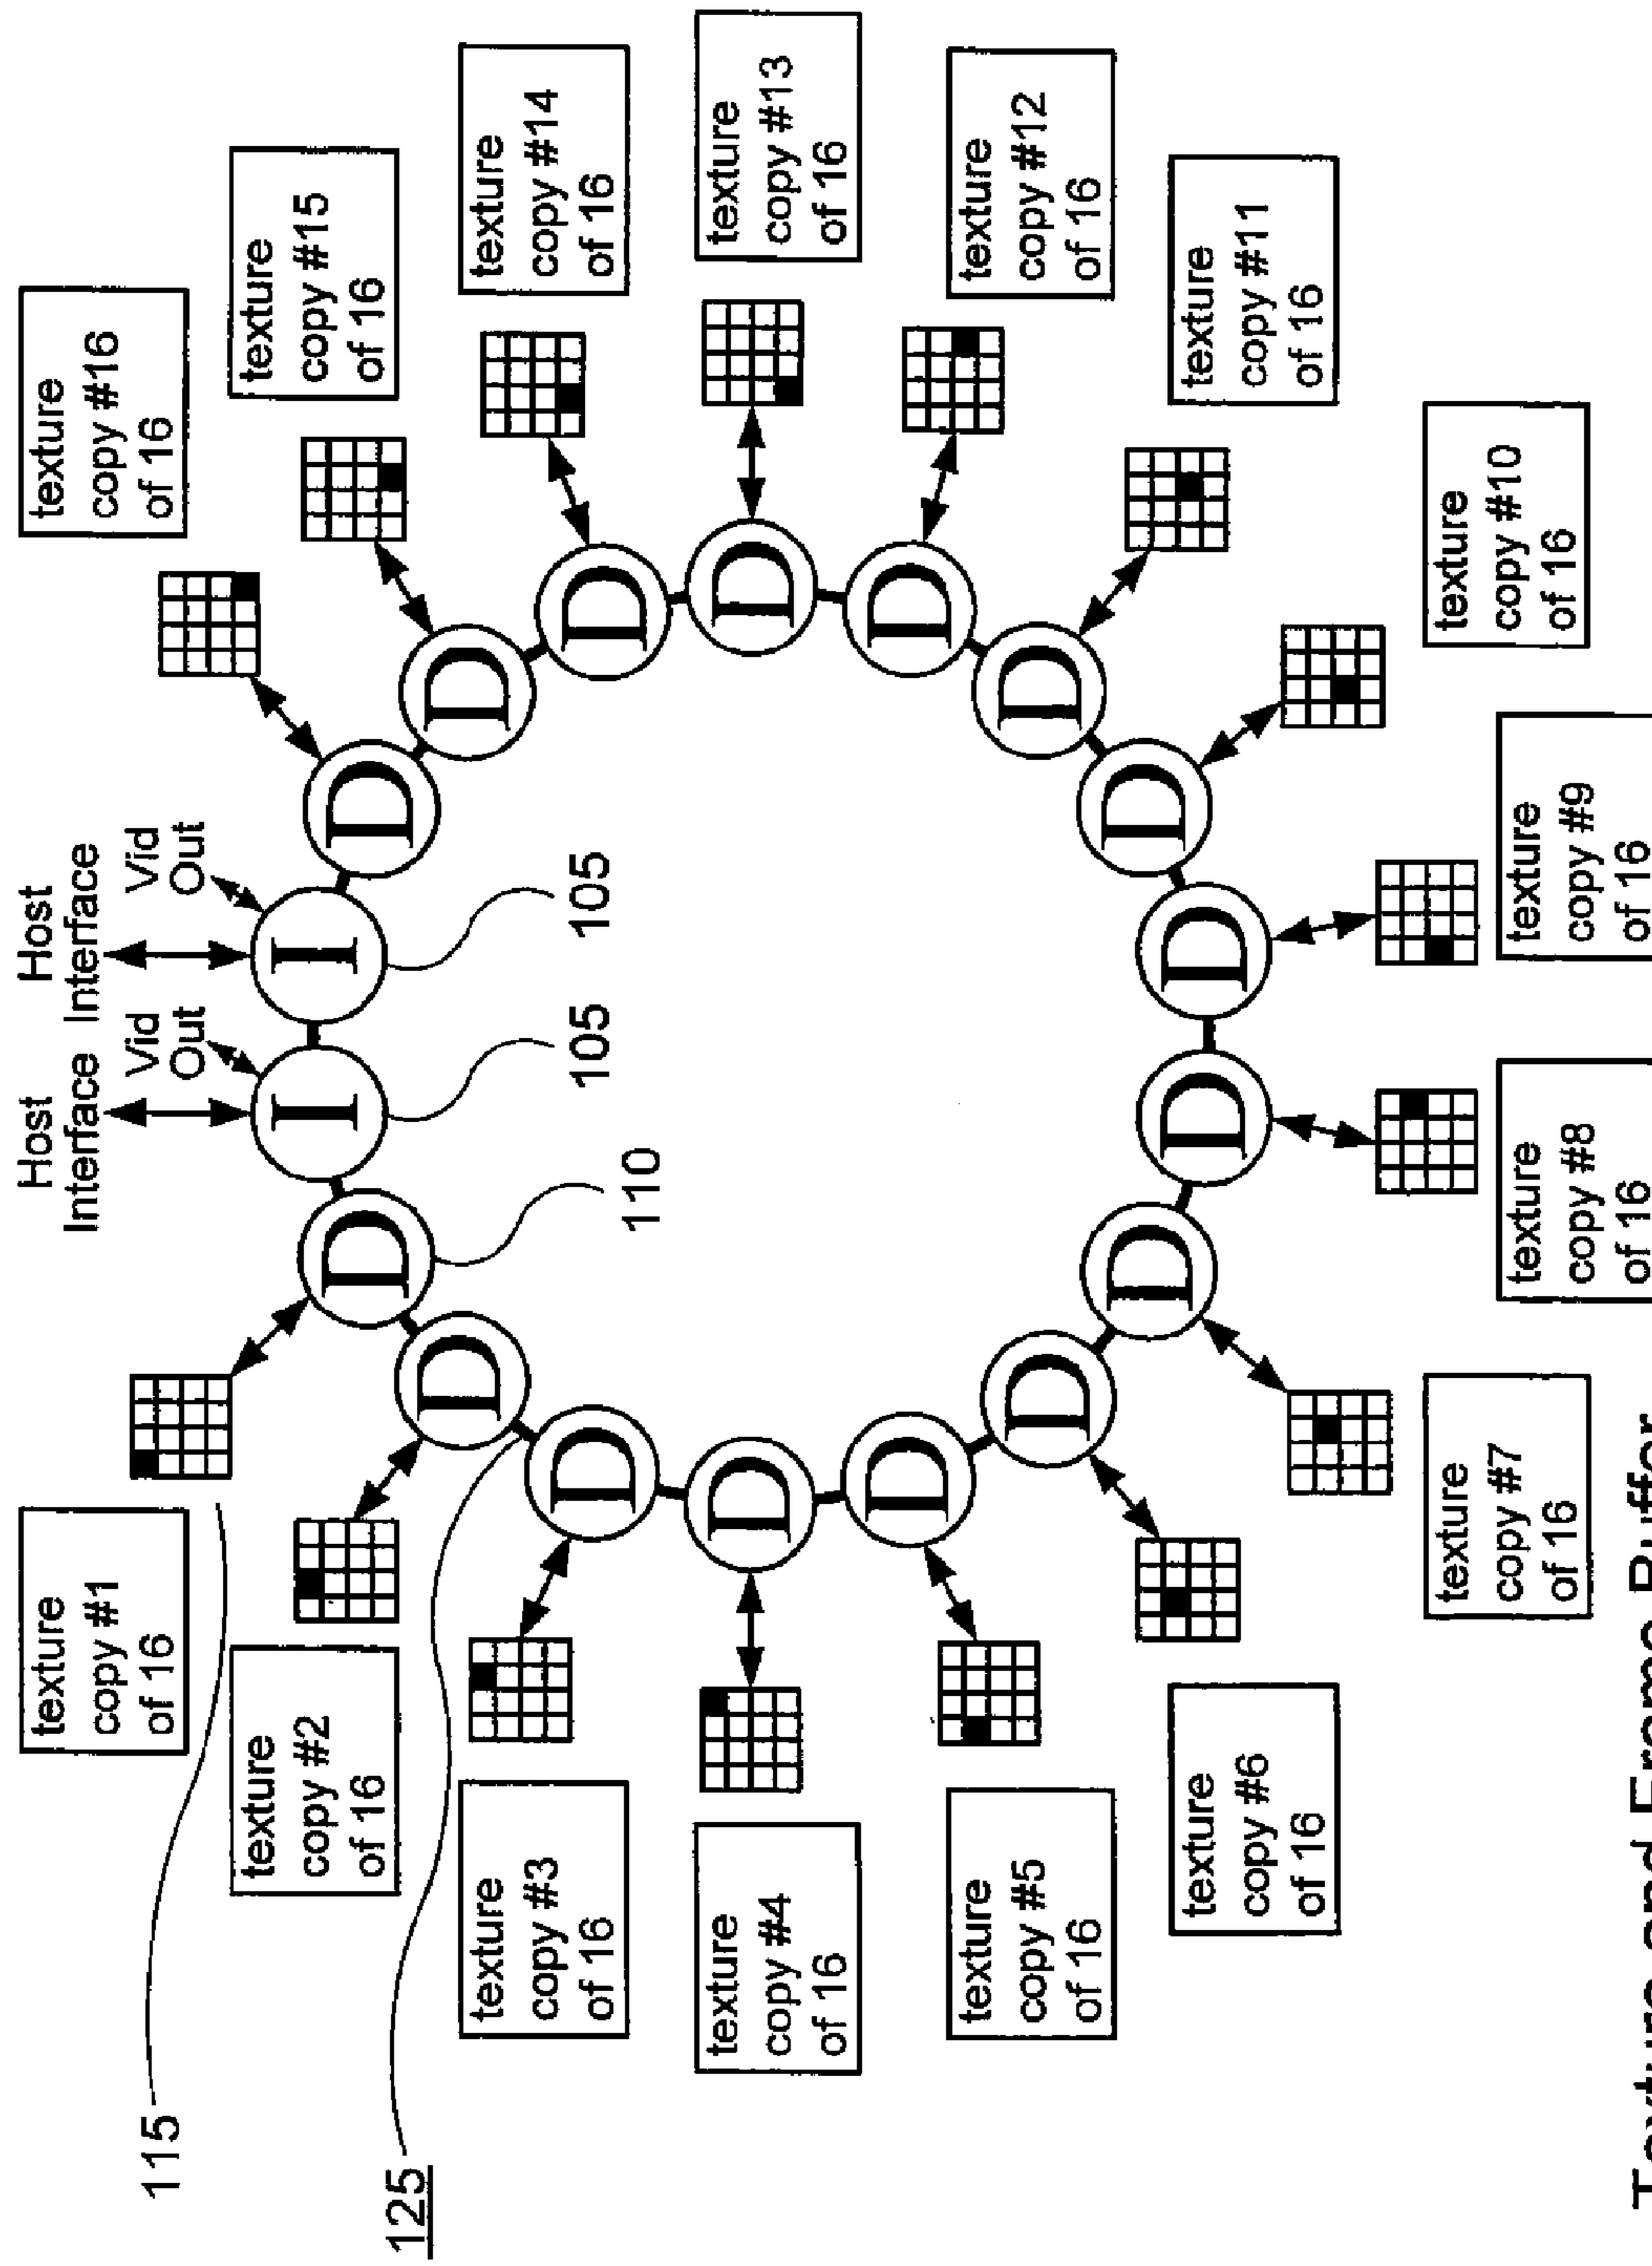 texture
copy #1
of 16
Host
Interface
Vid
Out
Host
Interface
Vid
Out
texture
copy #16
of 16
115
texture
copy #2
of 16
texture
copy #15
of 16
I
I
D
D
110
105
105
125
D
D
texture
copy #3
of 16
texture
copy #14
of 16
D
D
texture
copy #4
of 16
D
D
texture
copy #13
of 16
texture
copy #5
of 16
D
D
texture
copy #12
of 16
D
D
texture
copy #6
of 16
texture
copy #11
of 16
D
D
D
D
texture
copy #7
of 16
texture
copy #10
of 16
texture
copy #8
of 16
texture
copy #9
of 16
Texture and Frame Buffer